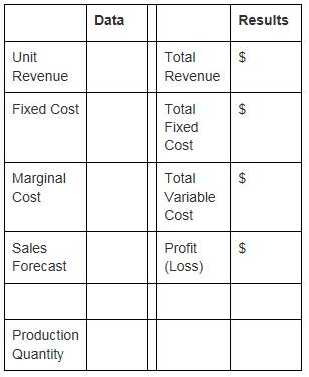 Data Results
Unit Total $
Revenue Revenue
Fixed Cost Total $
Fixed
Cost
Marginal Total $
Cost Variable
Cost
Sales Profit $
Forecast (Loss)
Production
Quantity